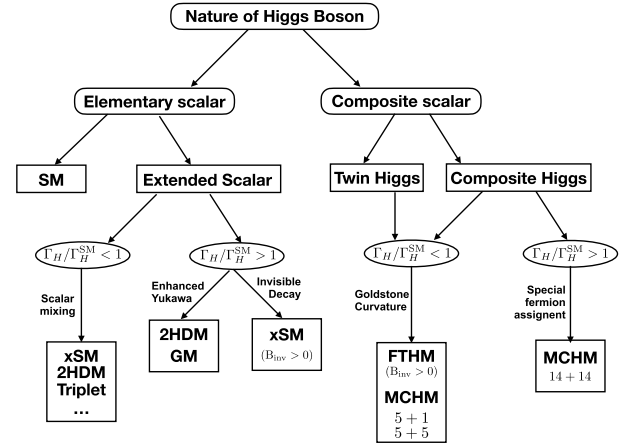 Nature of Higgs Boson
Elementary scalar
Composite scalar
SM
Extended Scalar
Twin Higgs
Composite Higgs
Γ_H/Γ_H^SM < 1
Γ_H/Γ_H^SM > 1
Γ_H/Γ_H^SM < 1
Γ_H/Γ_H^SM > 1
Scalar
mixing
Enhanced
Yukawa
Invisible
Decay
Goldstone
Curvature
Special
fermion
assignent
xSM
2HDM
Triplet
...
2HDM
GM
xSM
(B_inv > 0)
FTHM
(B_inv > 0)
MCHM
5 + 1
5 + 5
MCHM
14 + 14